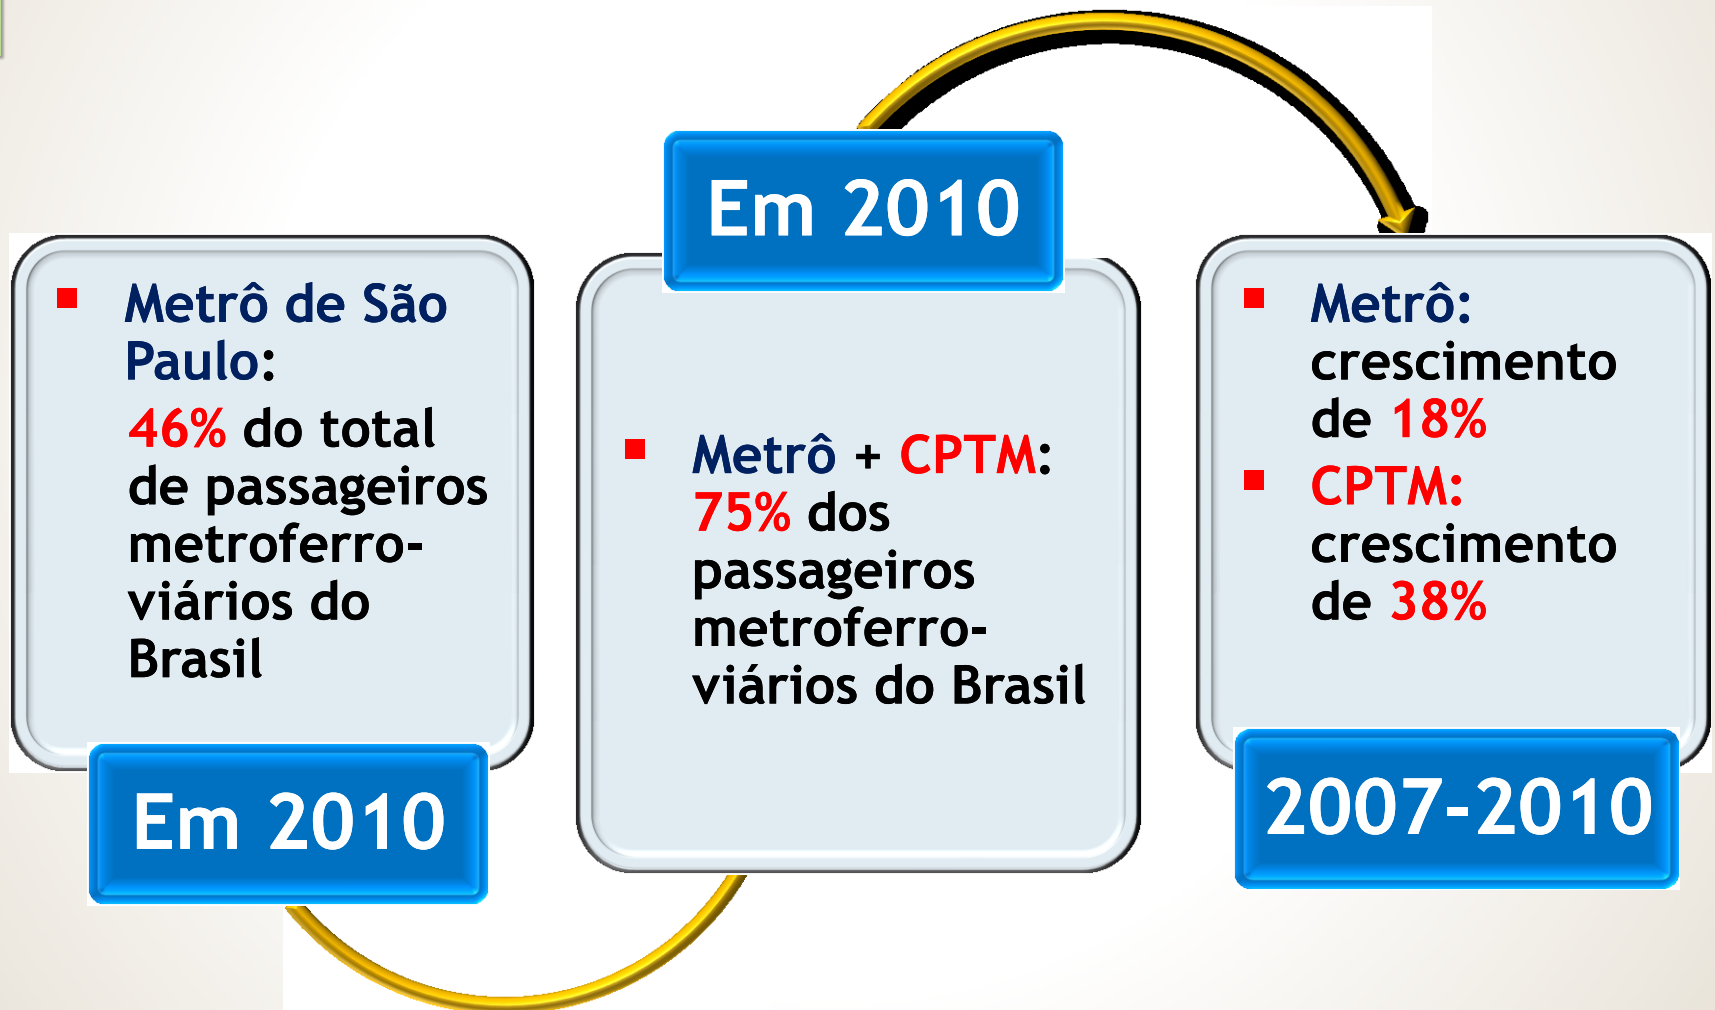 Metrô de São
Paulo:
46% do total
de passageiros
metroferro-
viários do
Brasil
Em 2010
Em 2010
Metrô + CPTM:
75% dos
passageiros
metroferro-
viários do Brasil
Metrô:
crescimento
de 18%
CPTM:
crescimento
de 38%
2007-2010